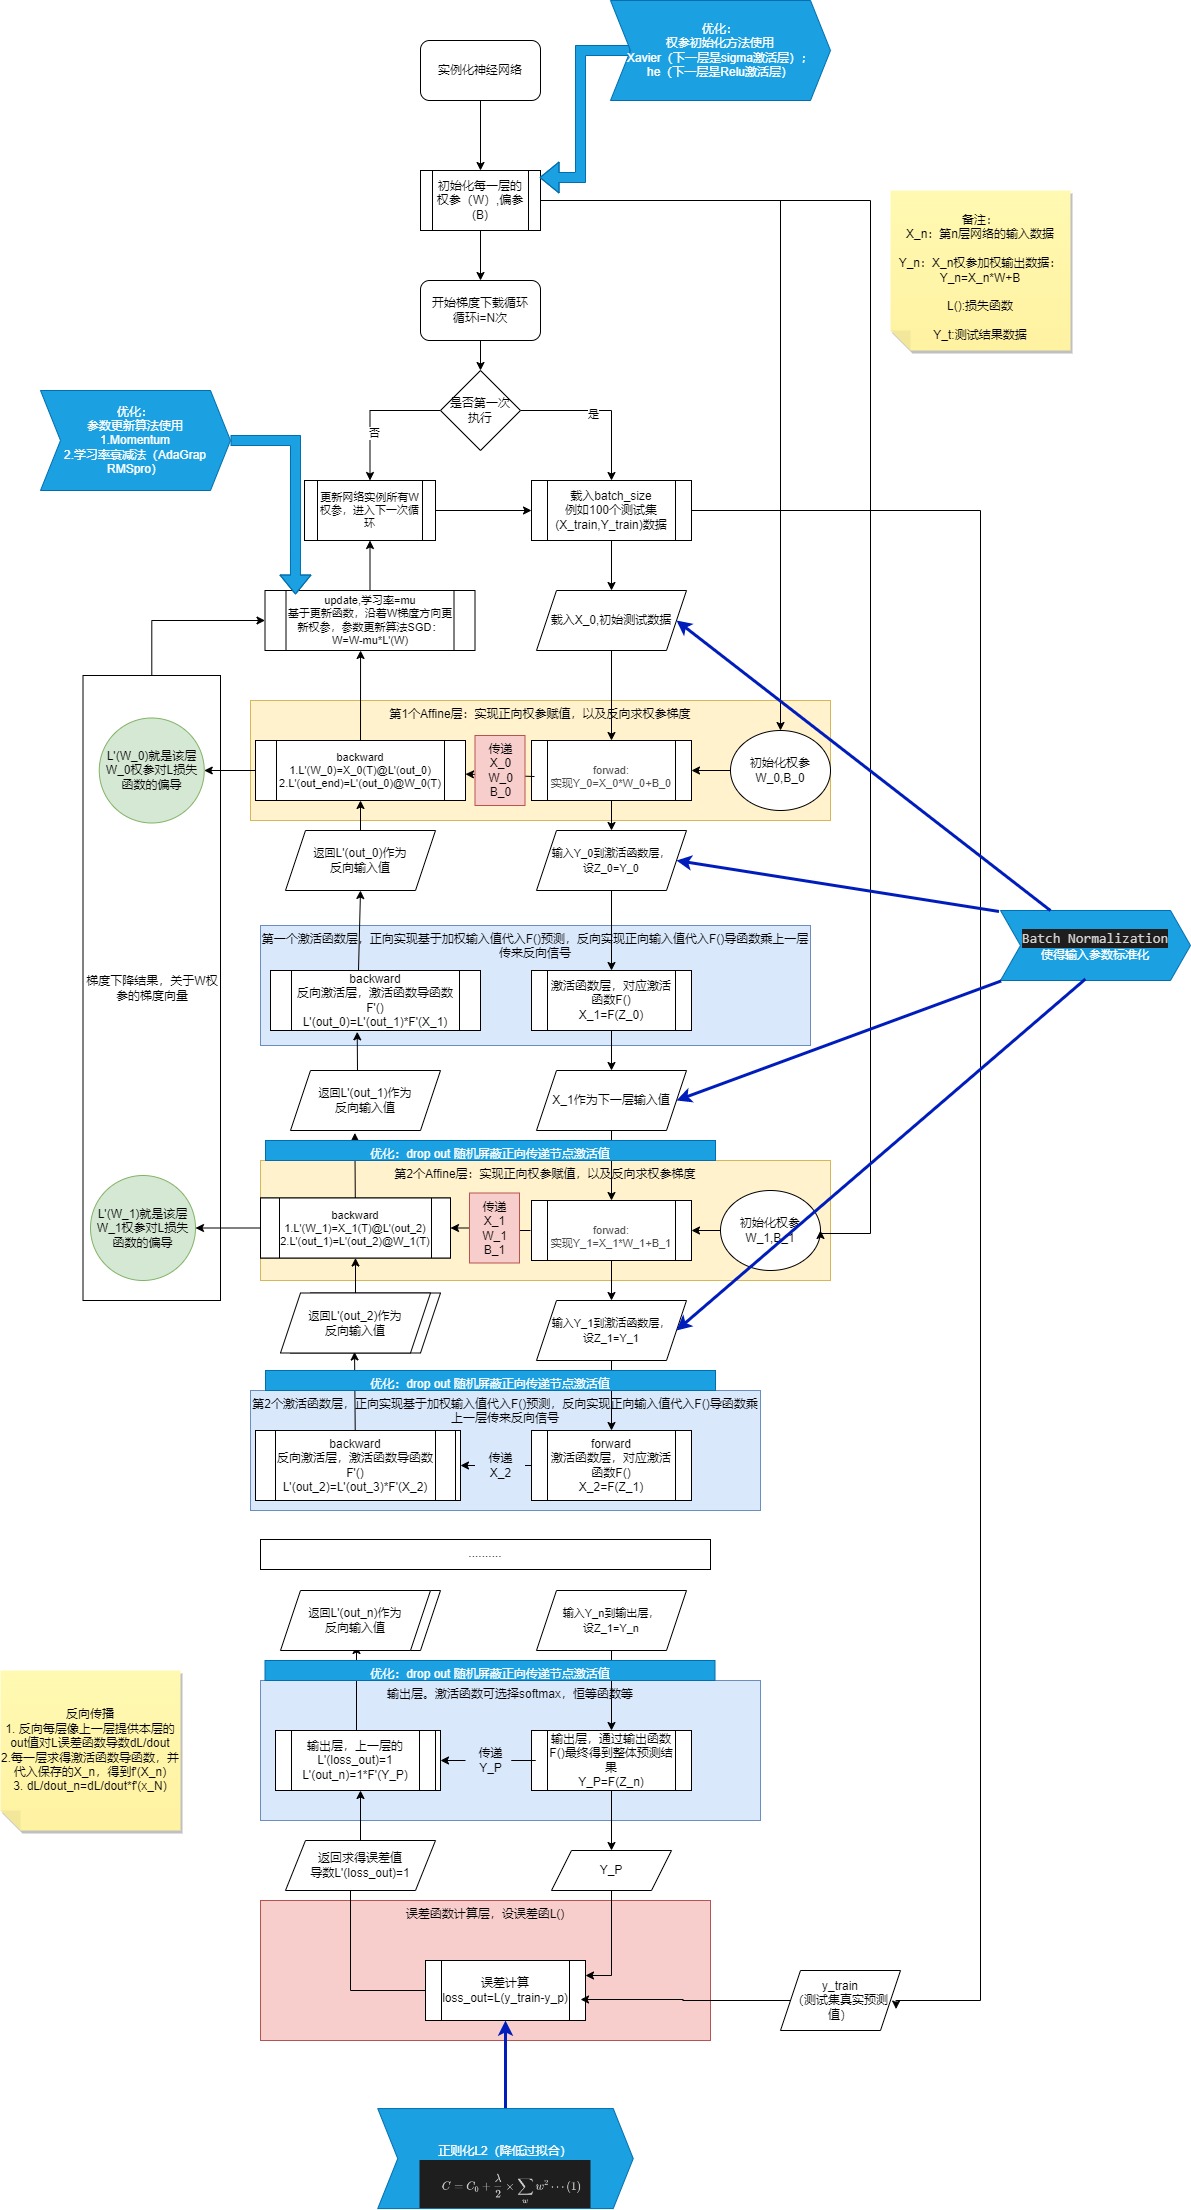 优化：
权参初始化方法使用
Xavier（下一层是sigma激活层）;
he（下一层是Relu激活层）
实例化神经网络
初始化每一层的
权参（W）,偏参
(B)
备注：
X_n：第n层网络的输入数据
Y_n：X_n权参加权输出数据：
Y_n=X_n*W+B
L():损失函数
Y_t:测试结果数据
开始梯度下载循环
循环i=N次
是否第一次
执行
否
是
优化：
参数更新算法使用
1.Momentum
2.学习率衰减法（AdaGrap
RMSpro）
更新网络实例所有W
权参，进入下一次循
环
载入batch_size
例如100个测试集
(X_train,Y_train)数据
update,学习率=mu
基于更新函数，沿着W梯度方向更
新权参，参数更新算法SGD：
W=W-mu*L'(W)
载入X_0,初始测试数据
第1个Affine层：实现正向权参赋值，以及反向求权参梯度
L'(W_0)就是该层
W_0权参对L损失
函数的偏导
backward
1.L'(W_0)=X_0(T)@L'(out_0)
2.L'(out_end)=L'(out_0)@W_0(T)
传递
X_0
W_0
B_0
forwad:
实现Y_0=X_0*W_0+B_0
初始化权参
W_0,B_0
返回L'(out_0)作为
反向输入值
输入Y_0到激活函数层，
设Z_0=Y_0
第一个激活函数层，正向实现基于加权输入值代入F()预测，反向实现正向输入值代入F()导函数乘上一层
传来反向信号
Batch Normalization
使得输入参数标准化
梯度下降结果，关于W权
参的梯度向量
backward
反向激活层，激活函数导函数
F'()
L'(out_0)=L'(out_1)*F'(X_1)
激活函数层，对应激活
函数F()
X_1=F(Z_0)
返回L'(out_1)作为
反向输入值
X_1作为下一层输入值
优化：drop out 随机屏蔽正向传递节点激活值
第2个Affine层：实现正向权参赋值，以及反向求权参梯度
L'(W_1)就是该层
W_1权参对L损失
函数的偏导
backward
1.L'(W_1)=X_1(T)@L'(out_2)
2.L'(out_1)=L'(out_2)@W_1(T)
传递
X_1
W_1
B_1
forwad:
实现Y_1=X_1*W_1+B_1
初始化权参
W_1,B_1
返回L'(out_2)作为
反向输入值
输入Y_1到激活函数层，
设Z_1=Y_1
优化：drop out 随机屏蔽正向传递节点激活值
第2个激活函数层，正向实现基于加权输入值代入F()预测，反向实现正向输入值代入F()导函数乘
上一层传来反向信号
backward
反向激活层，激活函数导函数
F'()
L'(out_2)=L'(out_3)*F'(X_2)
传递
X_2
forward
激活函数层，对应激活
函数F()
X_2=F(Z_1)
..........
返回L'(out_n)作为
反向输入值
输入Y_n到输出层，
设Z_1=Y_n
优化：drop out 随机屏蔽正向传递节点激活值
输出层。激活函数可选择softmax，恒等函数等
反向传播
1. 反向每层像上一层提供本层的
out值对L误差函数导数dL/dout
2.每一层求得激活函数导函数，并
代入保存的X_n，得到f'(X_n)
3. dL/dout_n=dL/dout*f'(x_N)
输出层，上一层的
L'(loss_out)=1
L'(out_n)=1*F'(Y_P)
传递
Y_P
输出层，通过输出函数
F()最终得到整体预测结
果
Y_P=F(Z_n)
返回求得误差值
导数L'(loss_out)=1
Y_P
误差函数计算层，设误差函L()
误差计算
loss_out=L(y_train-y_p)
y_train
（测试集真实预测
值）
正则化L2（降低过拟合）
C = C₀ + λ/2 × ∑_w w² ⋯ (1)